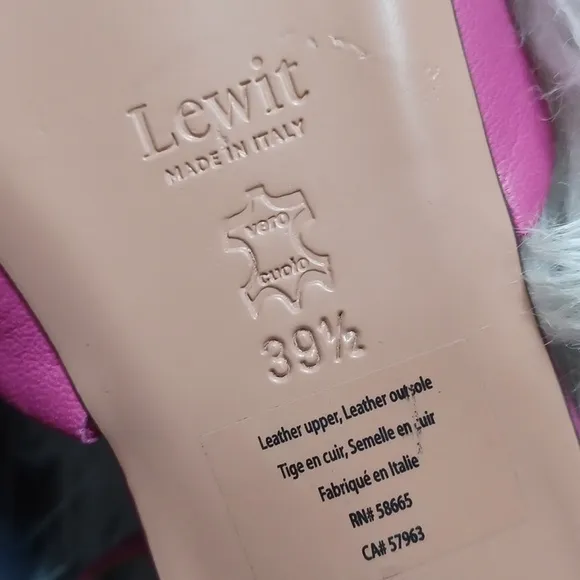 Lewit
MADE IN ITALY
vero
cuoio
39½
Leather upper, Leather outsole
Tige en cuir, Semelle en cuir
Fabriqué en Italie
RN# 58665
CA# 57963